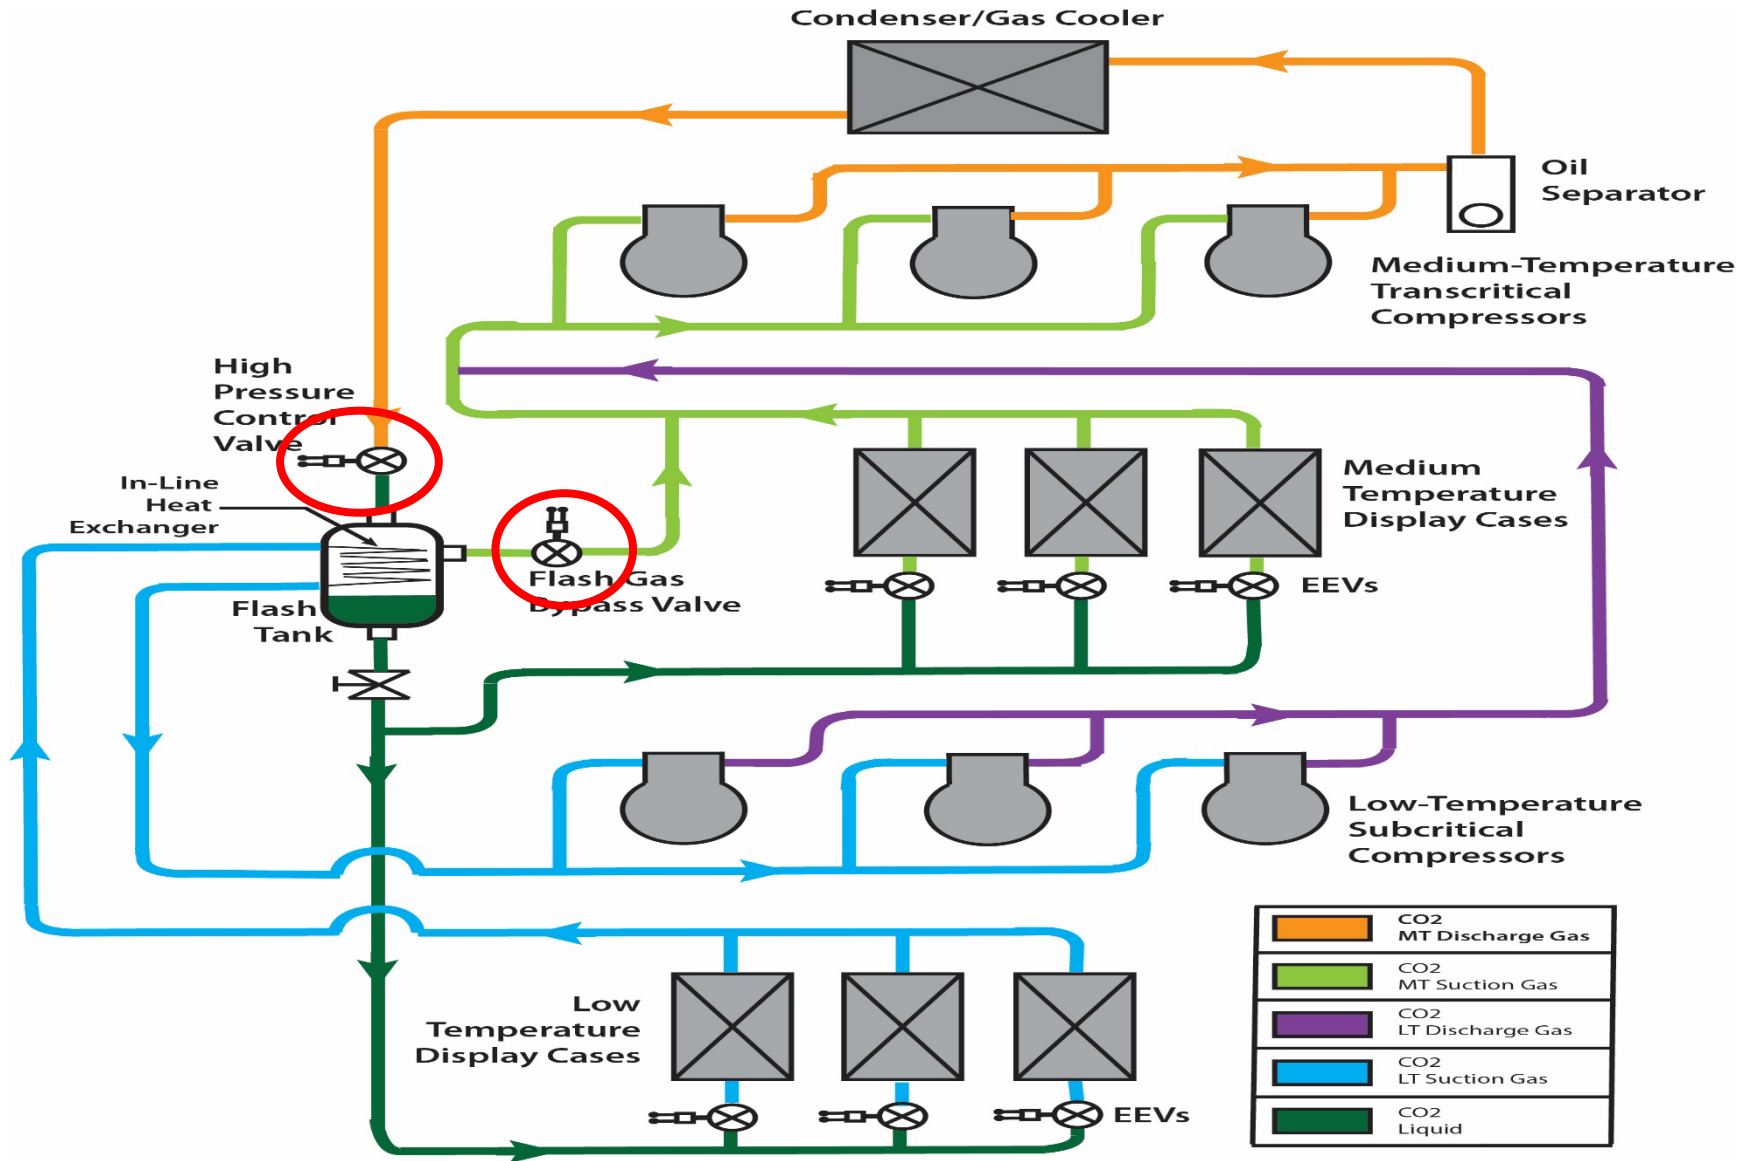 Condenser/Gas Cooler
Oil
Separator
Medium-Temperature
Transcritical
Compressors
High
Pressure
Control
Valve
In-Line
Heat
Exchanger
Flash Gas
Bypass Valve
Flash
Tank
Medium
Temperature
Display Cases
EEVs
Low-Temperature
Subcritical
Compressors
Low
Temperature
Display Cases
EEVs
CO2
MT Discharge Gas
CO2
MT Suction Gas
CO2
LT Discharge Gas
CO2
LT Suction Gas
CO2
Liquid